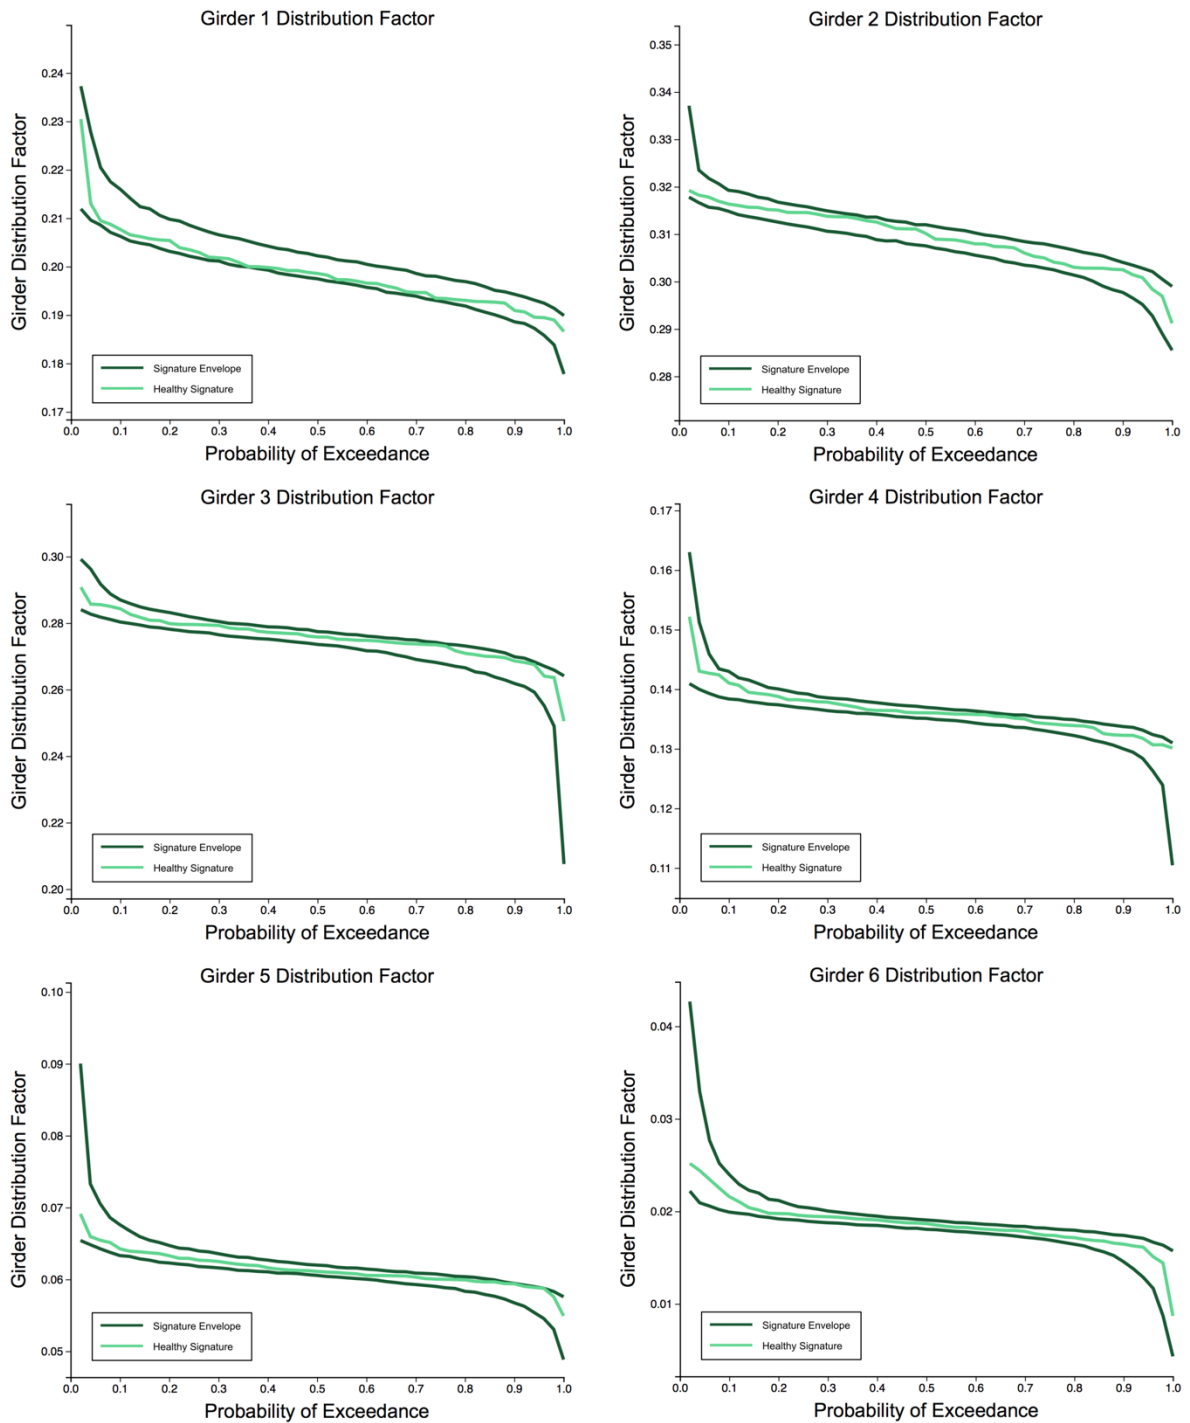 Girder 1 Distribution Factor
Girder Distribution Factor
0.24
0.23
0.22
0.21
0.20
0.19
0.18
0.17
Signature Envelope
Healthy Signature
0.0 0.1 0.2 0.3 0.4 0.5 0.6 0.7 0.8 0.9 1.0
Probability of Exceedance
Girder 2 Distribution Factor
Girder Distribution Factor
0.35
0.34
0.33
0.32
0.31
0.30
0.29
0.28
Signature Envelope
Healthy Signature
0.0 0.1 0.2 0.3 0.4 0.5 0.6 0.7 0.8 0.9 1.0
Probability of Exceedance
Girder 3 Distribution Factor
Girder Distribution Factor
0.30
0.28
0.26
0.24
0.22
0.20
Signature Envelope
Healthy Signature
0.0 0.1 0.2 0.3 0.4 0.5 0.6 0.7 0.8 0.9 1.0
Probability of Exceedance
Girder 4 Distribution Factor
Girder Distribution Factor
0.17
0.16
0.15
0.14
0.13
0.12
0.11
Signature Envelope
Healthy Signature
0.0 0.1 0.2 0.3 0.4 0.5 0.6 0.7 0.8 0.9 1.0
Probability of Exceedance
Girder 5 Distribution Factor
Girder Distribution Factor
0.10
0.09
0.08
0.07
0.06
0.05
Signature Envelope
Healthy Signature
0.0 0.1 0.2 0.3 0.4 0.5 0.6 0.7 0.8 0.9 1.0
Probability of Exceedance
Girder 6 Distribution Factor
Girder Distribution Factor
0.04
0.03
0.02
0.01
Signature Envelope
Healthy Signature
0.0 0.1 0.2 0.3 0.4 0.5 0.6 0.7 0.8 0.9 1.0
Probability of Exceedance